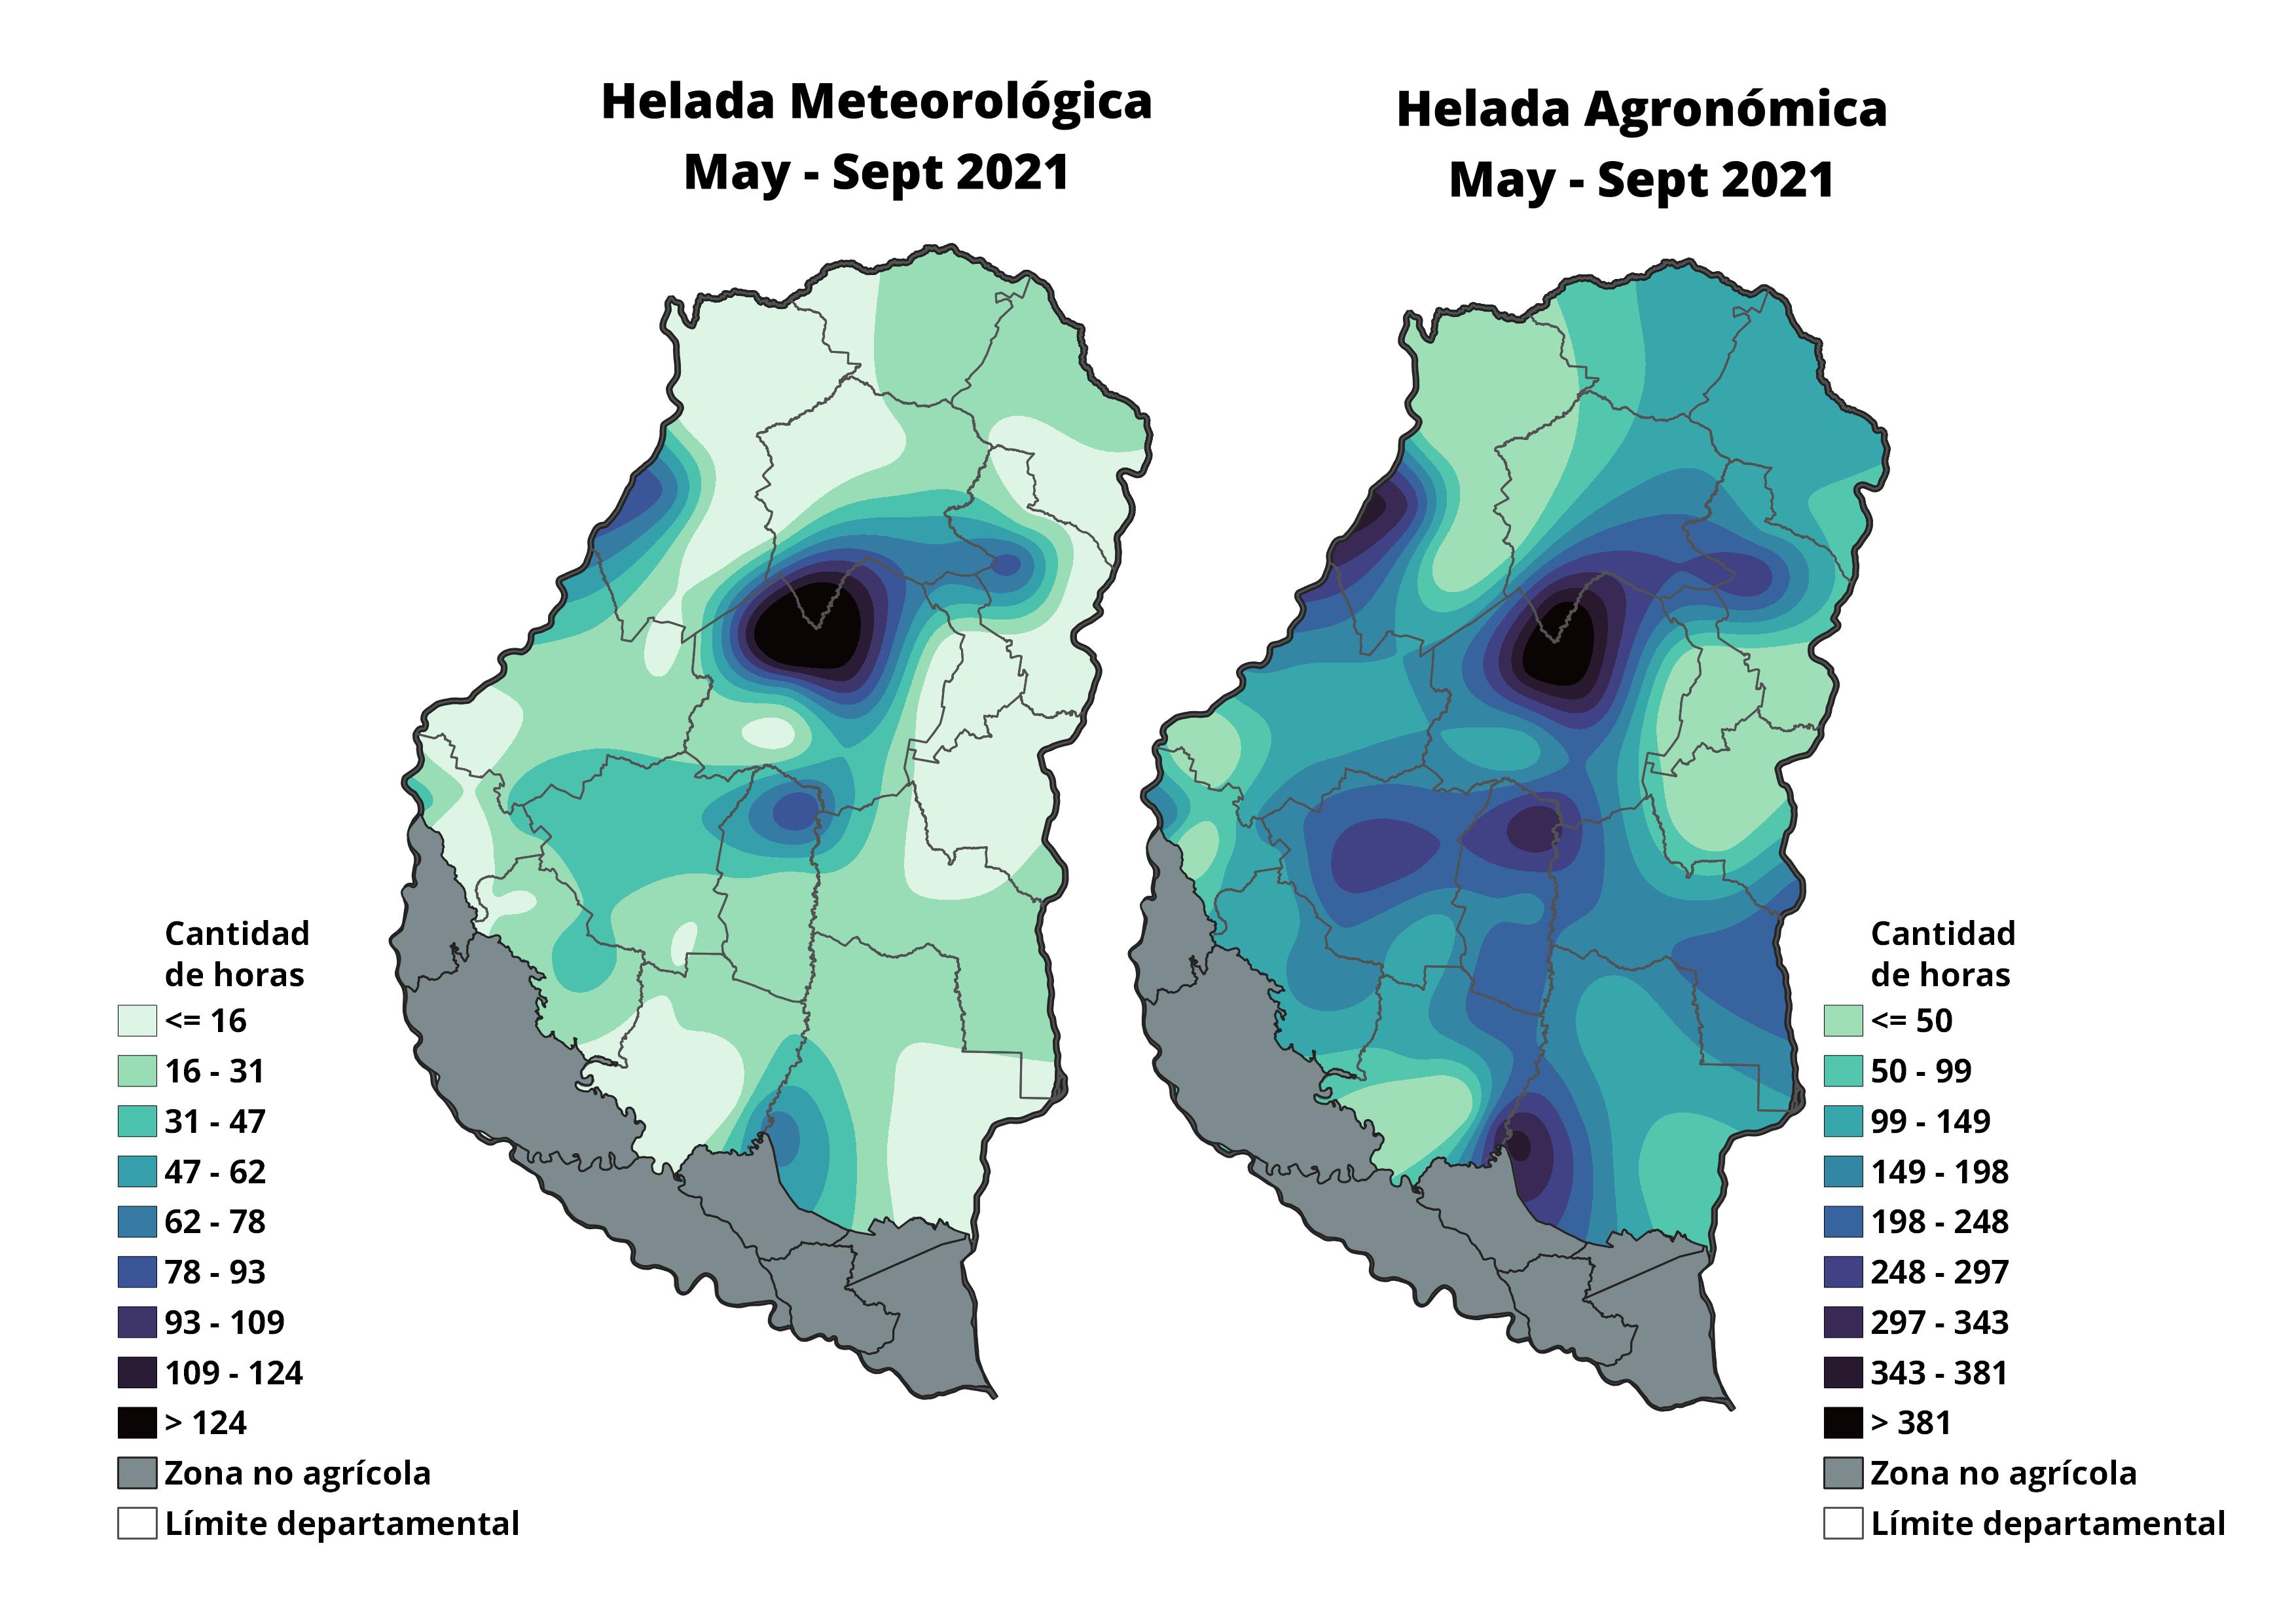 Helada Meteorológica
May - Sept 2021
Helada Agronómica
May - Sept 2021
Cantidad
de horas
<= 16
16 - 31
31 - 47
47 - 62
62 - 78
78 - 93
93 - 109
109 - 124
> 124
Zona no agrícola
Límite departamental
Cantidad
de horas
<= 50
50 - 99
99 - 149
149 - 198
198 - 248
248 - 297
297 - 343
343 - 381
> 381
Zona no agrícola
Límite departamental